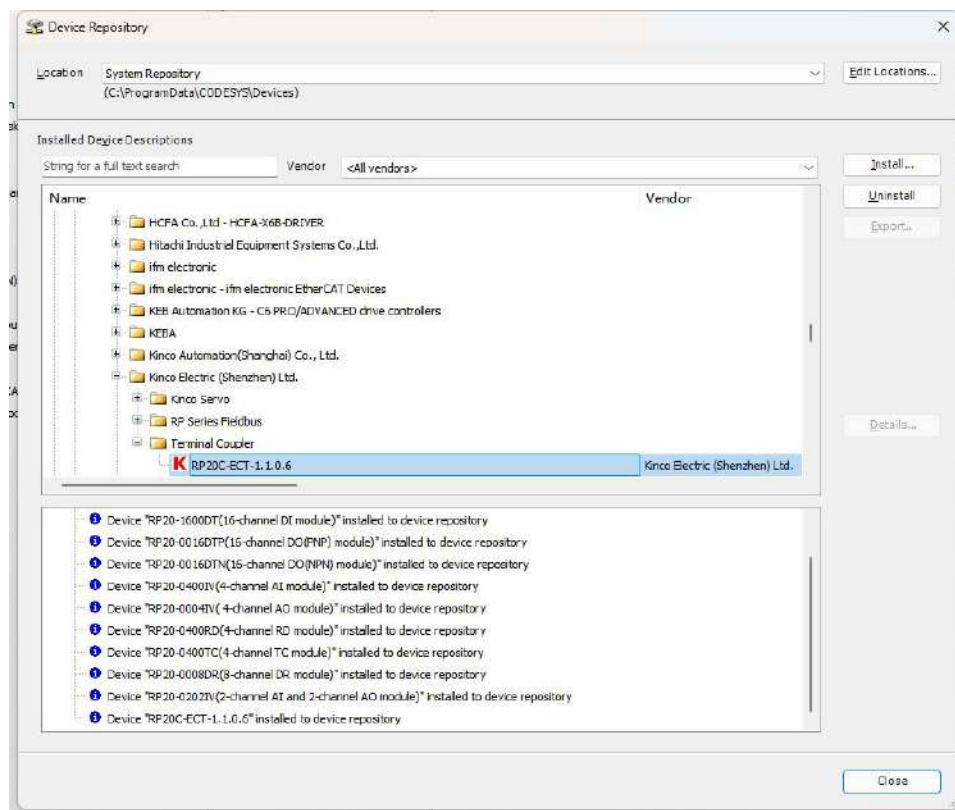 Device Repository
Location System Repository
(C:\ProgramData\CODESYS\Devices)
Edit Locations...
Installed Device Descriptions
String for a full text search Vendor <All vendors>
Install...
Uninstall
Export...
Details...
Name Vendor
HCFA Co.,Ltd - HCFA-X6B-DRIVER
Hitachi Industrial Equipment Systems Co.,Ltd.
ifm electronic
ifm electronic - ifm electronic EtherCAT Devices
KEB Automation KG - C6 PRO/ADVANCED drive controllers
KEBA
Kinco Automation(Shanghai) Co., Ltd.
Kinco Electric (Shenzhen) Ltd.
Kinco Servo
RP Series Fieldbus
Terminal Coupler
K RP20C-ECT-1.1.0.6 Kinco Electric (Shenzhen) Ltd.
Device "RP20-1600DT(16-channel DI module)" installed to device repository
Device "RP20-0016DTP(16-channel DO(PNP) module)" installed to device repository
Device "RP20-0016DTN(16-channel DO(NPN) module)" installed to device repository
Device "RP20-0400IV(4-channel AI module)" installed to device repository
Device "RP20-0004IV( 4-channel AO module)" installed to device repository
Device "RP20-0400RD(4-channel RD module)" installed to device repository
Device "RP20-0400TC(4-channel TC module)" installed to device repository
Device "RP20-0008DR(8-channel DR module)" installed to device repository
Device "RP20-0202IV(2-channel AI and 2-channel AO module)" installed to device repository
Device "RP20C-ECT-1.1.0.6" installed to device repository
Close